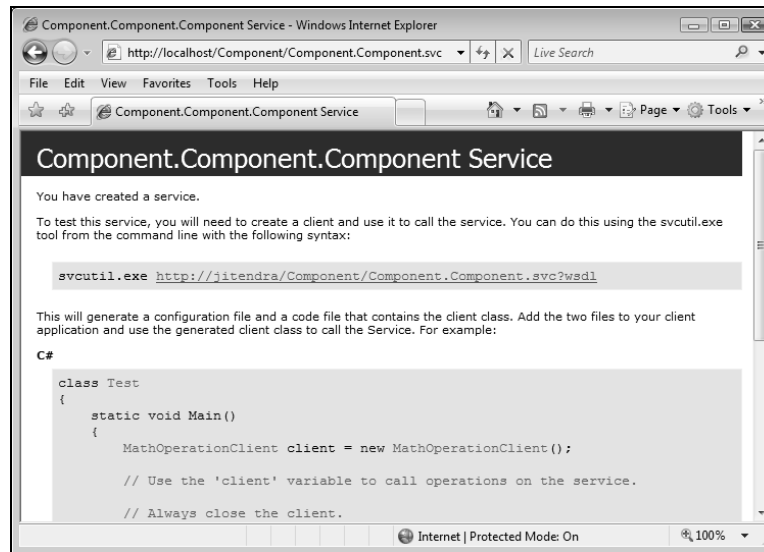 Component.Component.Component Service - Windows Internet Explorer
http://localhost/Component/Component.Component.svc
Live Search
File Edit View Favorites Tools Help
Component.Component.Component Service
Page Tools
Component.Component.Component Service
You have created a service.
To test this service, you will need to create a client and use it to call the service. You can do this using the svcutil.exe
tool from the command line with the following syntax:
svcutil.exe http://jitendra/Component/Component.Component.svc?wsdl
This will generate a configuration file and a code file that contains the client class. Add the two files to your client
application and use the generated client class to call the Service. For example:
C#
class Test
{
static void Main()
{
MathOperationClient client = new MathOperationClient();
// Use the 'client' variable to call operations on the service.
// Always close the client.
Internet | Protected Mode: On
100%